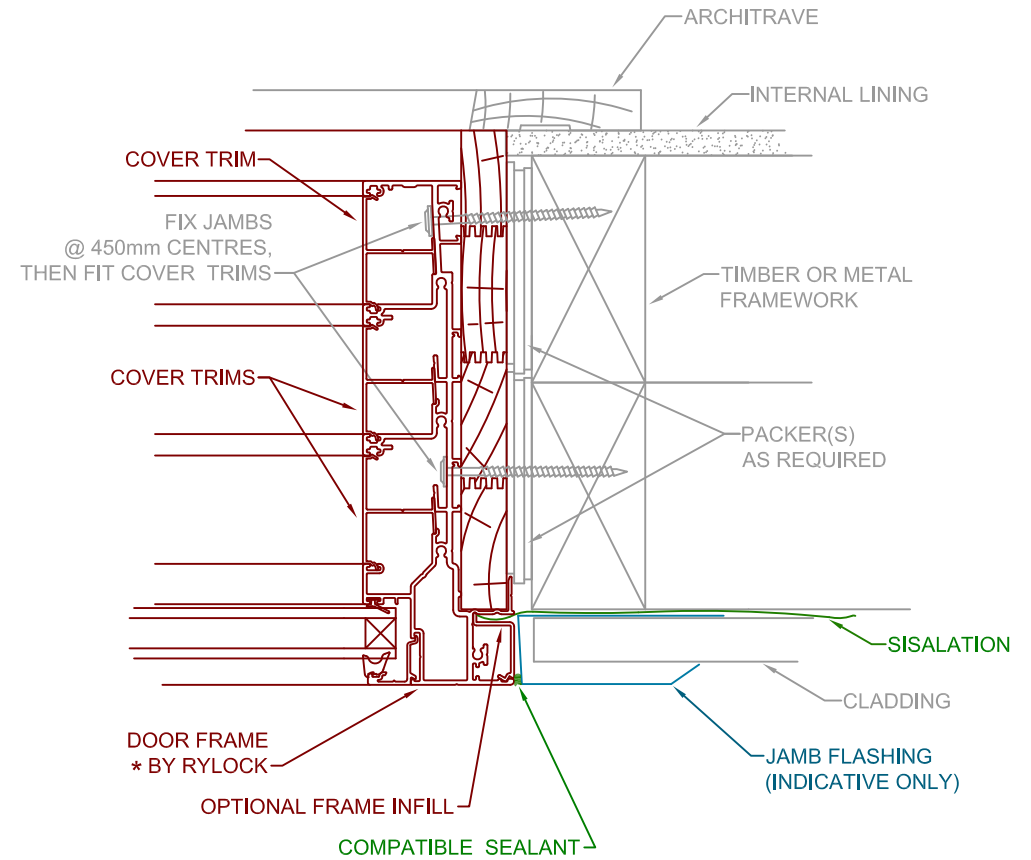 ARCHITRAVE
INTERNAL LINING
COVER TRIM
FIX JAMBS
@ 450mm CENTRES,
THEN FIT COVER TRIMS
TIMBER OR METAL
FRAMEWORK
COVER TRIMS
PACKER(S)
AS REQUIRED
SISALATION
CLADDING
DOOR FRAME
* BY RYLOCK
JAMB FLASHING
(INDICATIVE ONLY)
OPTIONAL FRAME INFILL
COMPATIBLE SEALANT